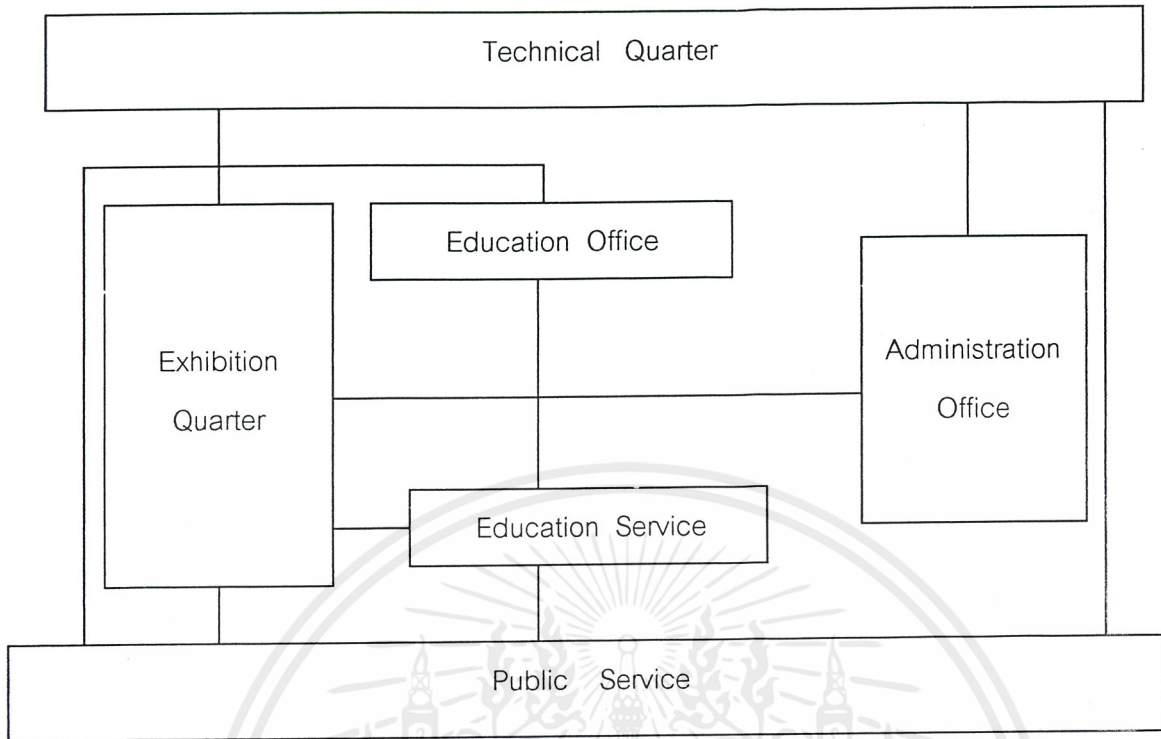 Technical Quarter
Education Office
Exhibition
Quarter
Administration
Office
Education Service
Public Service